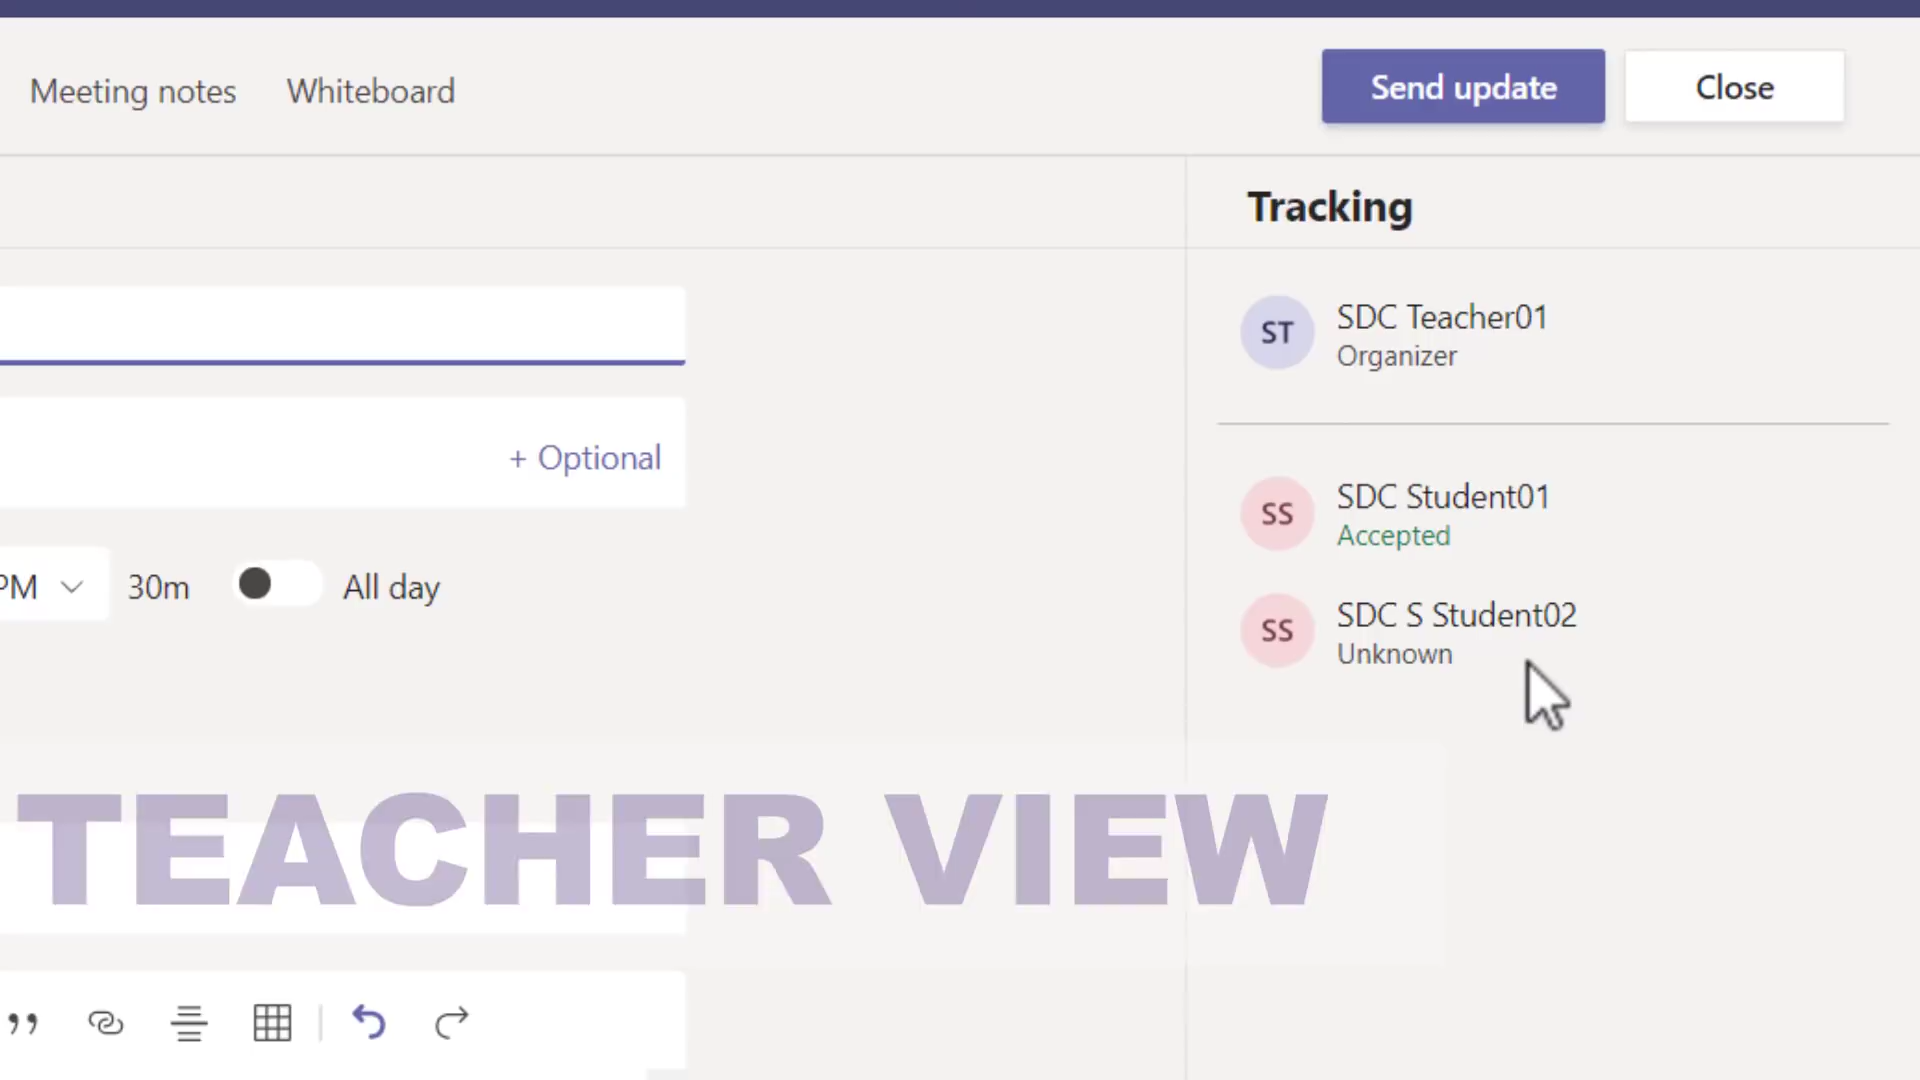 Meeting notes Whiteboard Send update Close
Tracking
ST SDC Teacher01
Organizer
+ Optional
SS SDC Student01
Accepted
PM 30m All day
SS SDC S Student02
Unknown
TEACHER VIEW